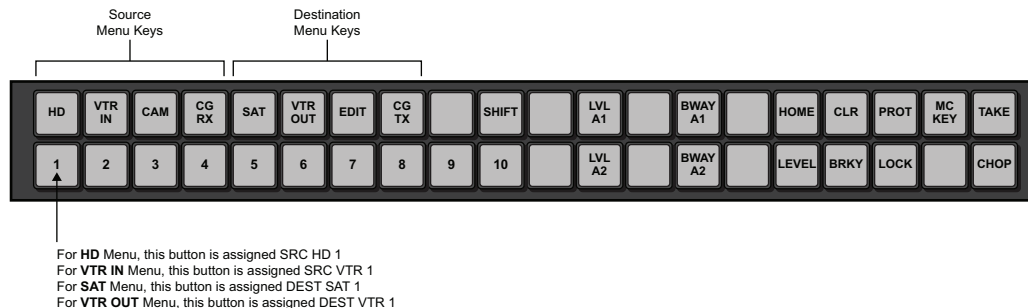 Source
Menu Keys
Destination
Menu Keys
HD VTR IN CAM CG RX SAT VTR OUT EDIT CG TX SHIFT LVL A1 BWAY A1 HOME CLR PROT MC KEY TAKE
1 2 3 4 5 6 7 8 9 10 LVL A2 BWAY A2 LEVEL BRKY LOCK CHOP
For HD Menu, this button is assigned SRC HD 1
For VTR IN Menu, this button is assigned SRC VTR 1
For SAT Menu, this button is assigned DEST SAT 1
For VTR OUT Menu, this button is assigned DEST VTR 1